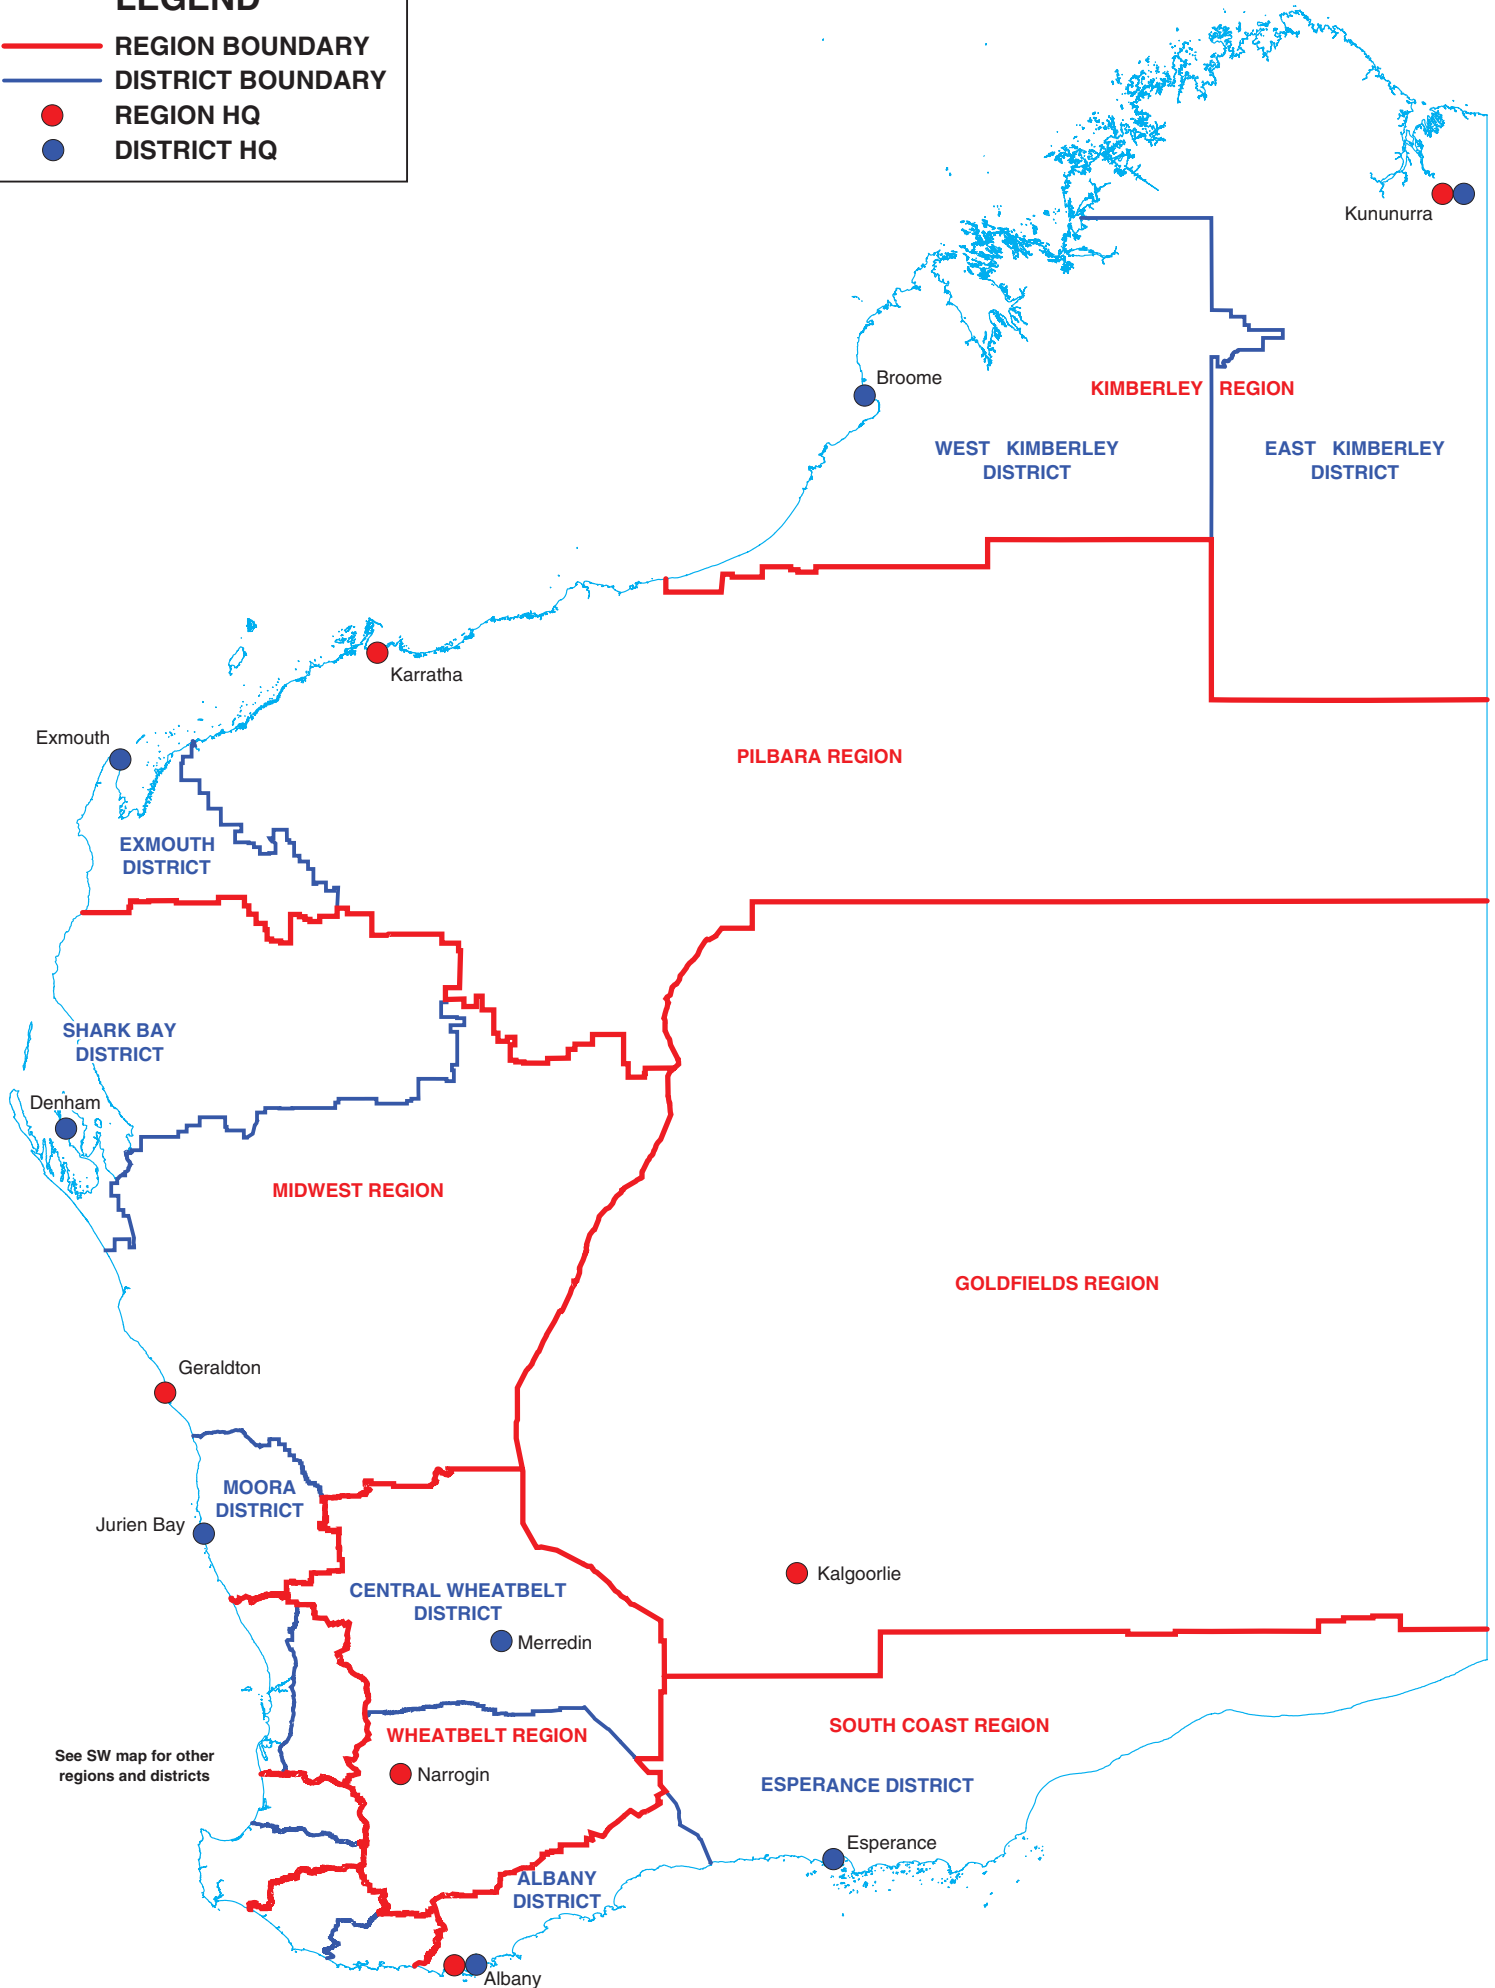 LEGEND
REGION BOUNDARY
DISTRICT BOUNDARY
REGION HQ
DISTRICT HQ
Kununurra
Broome
KIMBERLEY REGION
WEST KIMBERLEY
DISTRICT
EAST KIMBERLEY
DISTRICT
Karratha
Exmouth
PILBARA REGION
EXMOUTH
DISTRICT
SHARK BAY
DISTRICT
Denham
MIDWEST REGION
GOLDFIELDS REGION
Geraldton
MOORA
DISTRICT
Jurien Bay
Kalgoorlie
CENTRAL WHEATBELT
DISTRICT
Merredin
SOUTH COAST REGION
WHEATBELT REGION
See SW map for other
regions and districts
Narrogin
ESPERANCE DISTRICT
Esperance
ALBANY
DISTRICT
Albany